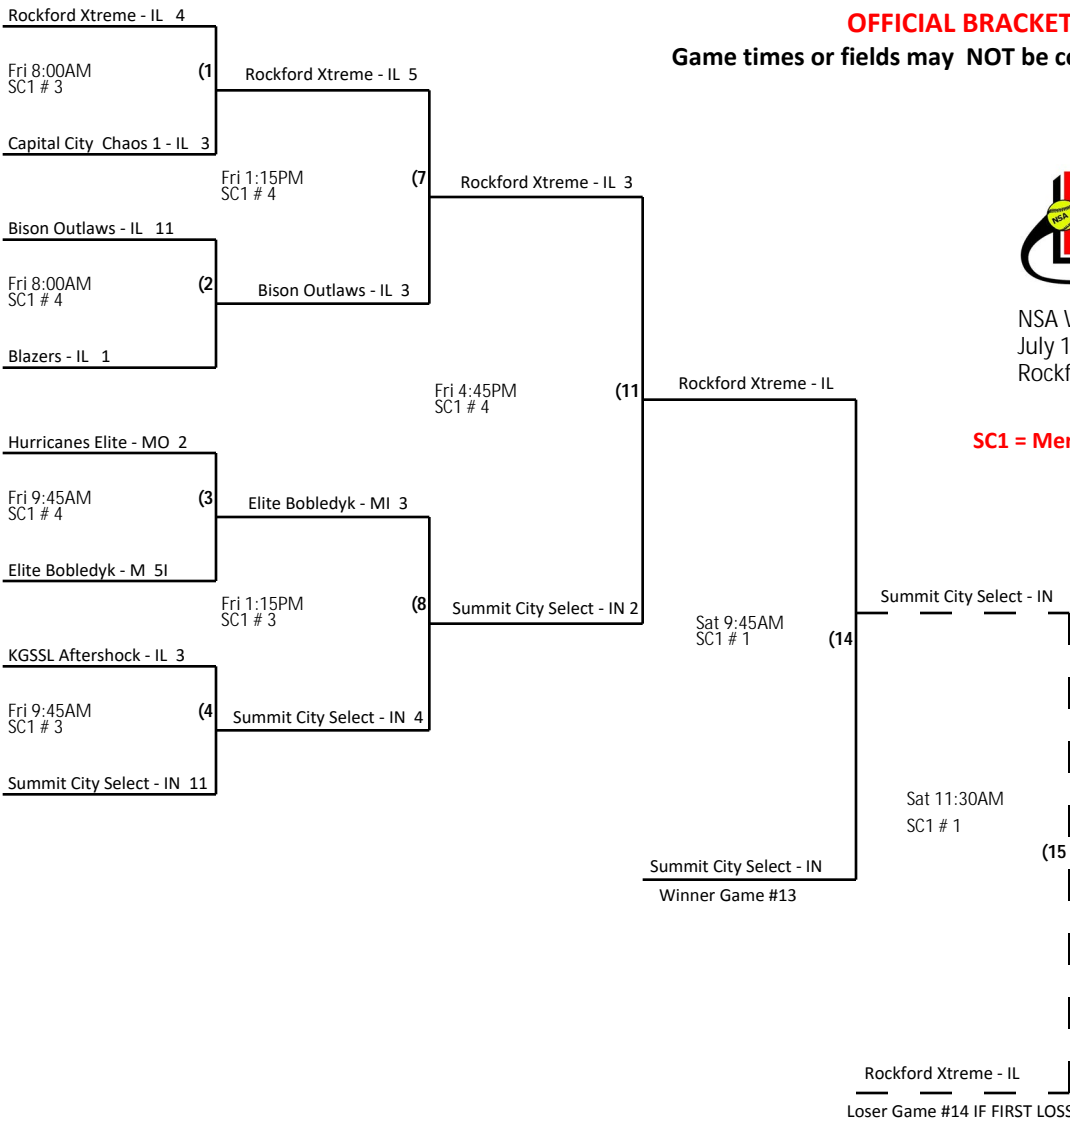 Rockford Xtreme - IL 4
OFFICIAL BRACKET
Game times or fields may NOT be
Fri 8:00AM
SC1 # 3
(1
Rockford Xtreme - IL 5
Capital City Chaos 1 - IL 3
Fri 1:15PM
SC1 # 4
(7
Rockford Xtreme - IL 3
Bison Outlaws - IL 11
NSA
Fri 8:00AM
SC1 # 4
(2
Bison Outlaws - IL 3
Blazers - IL 1
NSA
July 1
Rockf
Fri 4:45PM
SC1 # 4
(11
Rockford Xtreme - IL
Hurricanes Elite - MO 2
SC1 = Mer
Fri 9:45AM
SC1 # 4
(3
Elite Bobledyk - MI 3
Elite Bobledyk - M 5I
Fri 1:15PM
SC1 # 3
(8
Summit City Select - IN 2
Summit City Select - IN
Sat 9:45AM
SC1 # 1
(14
KGSSL Aftershock - IL 3
Fri 9:45AM
SC1 # 3
(4
Summit City Select - IN 4
Summit City Select - IN 11
Sat 11:30AM
SC1 # 1
(15
Summit City Select - IN
Winner Game #13
Rockford Xtreme - IL
Loser Game #14 IF FIRST LOSS